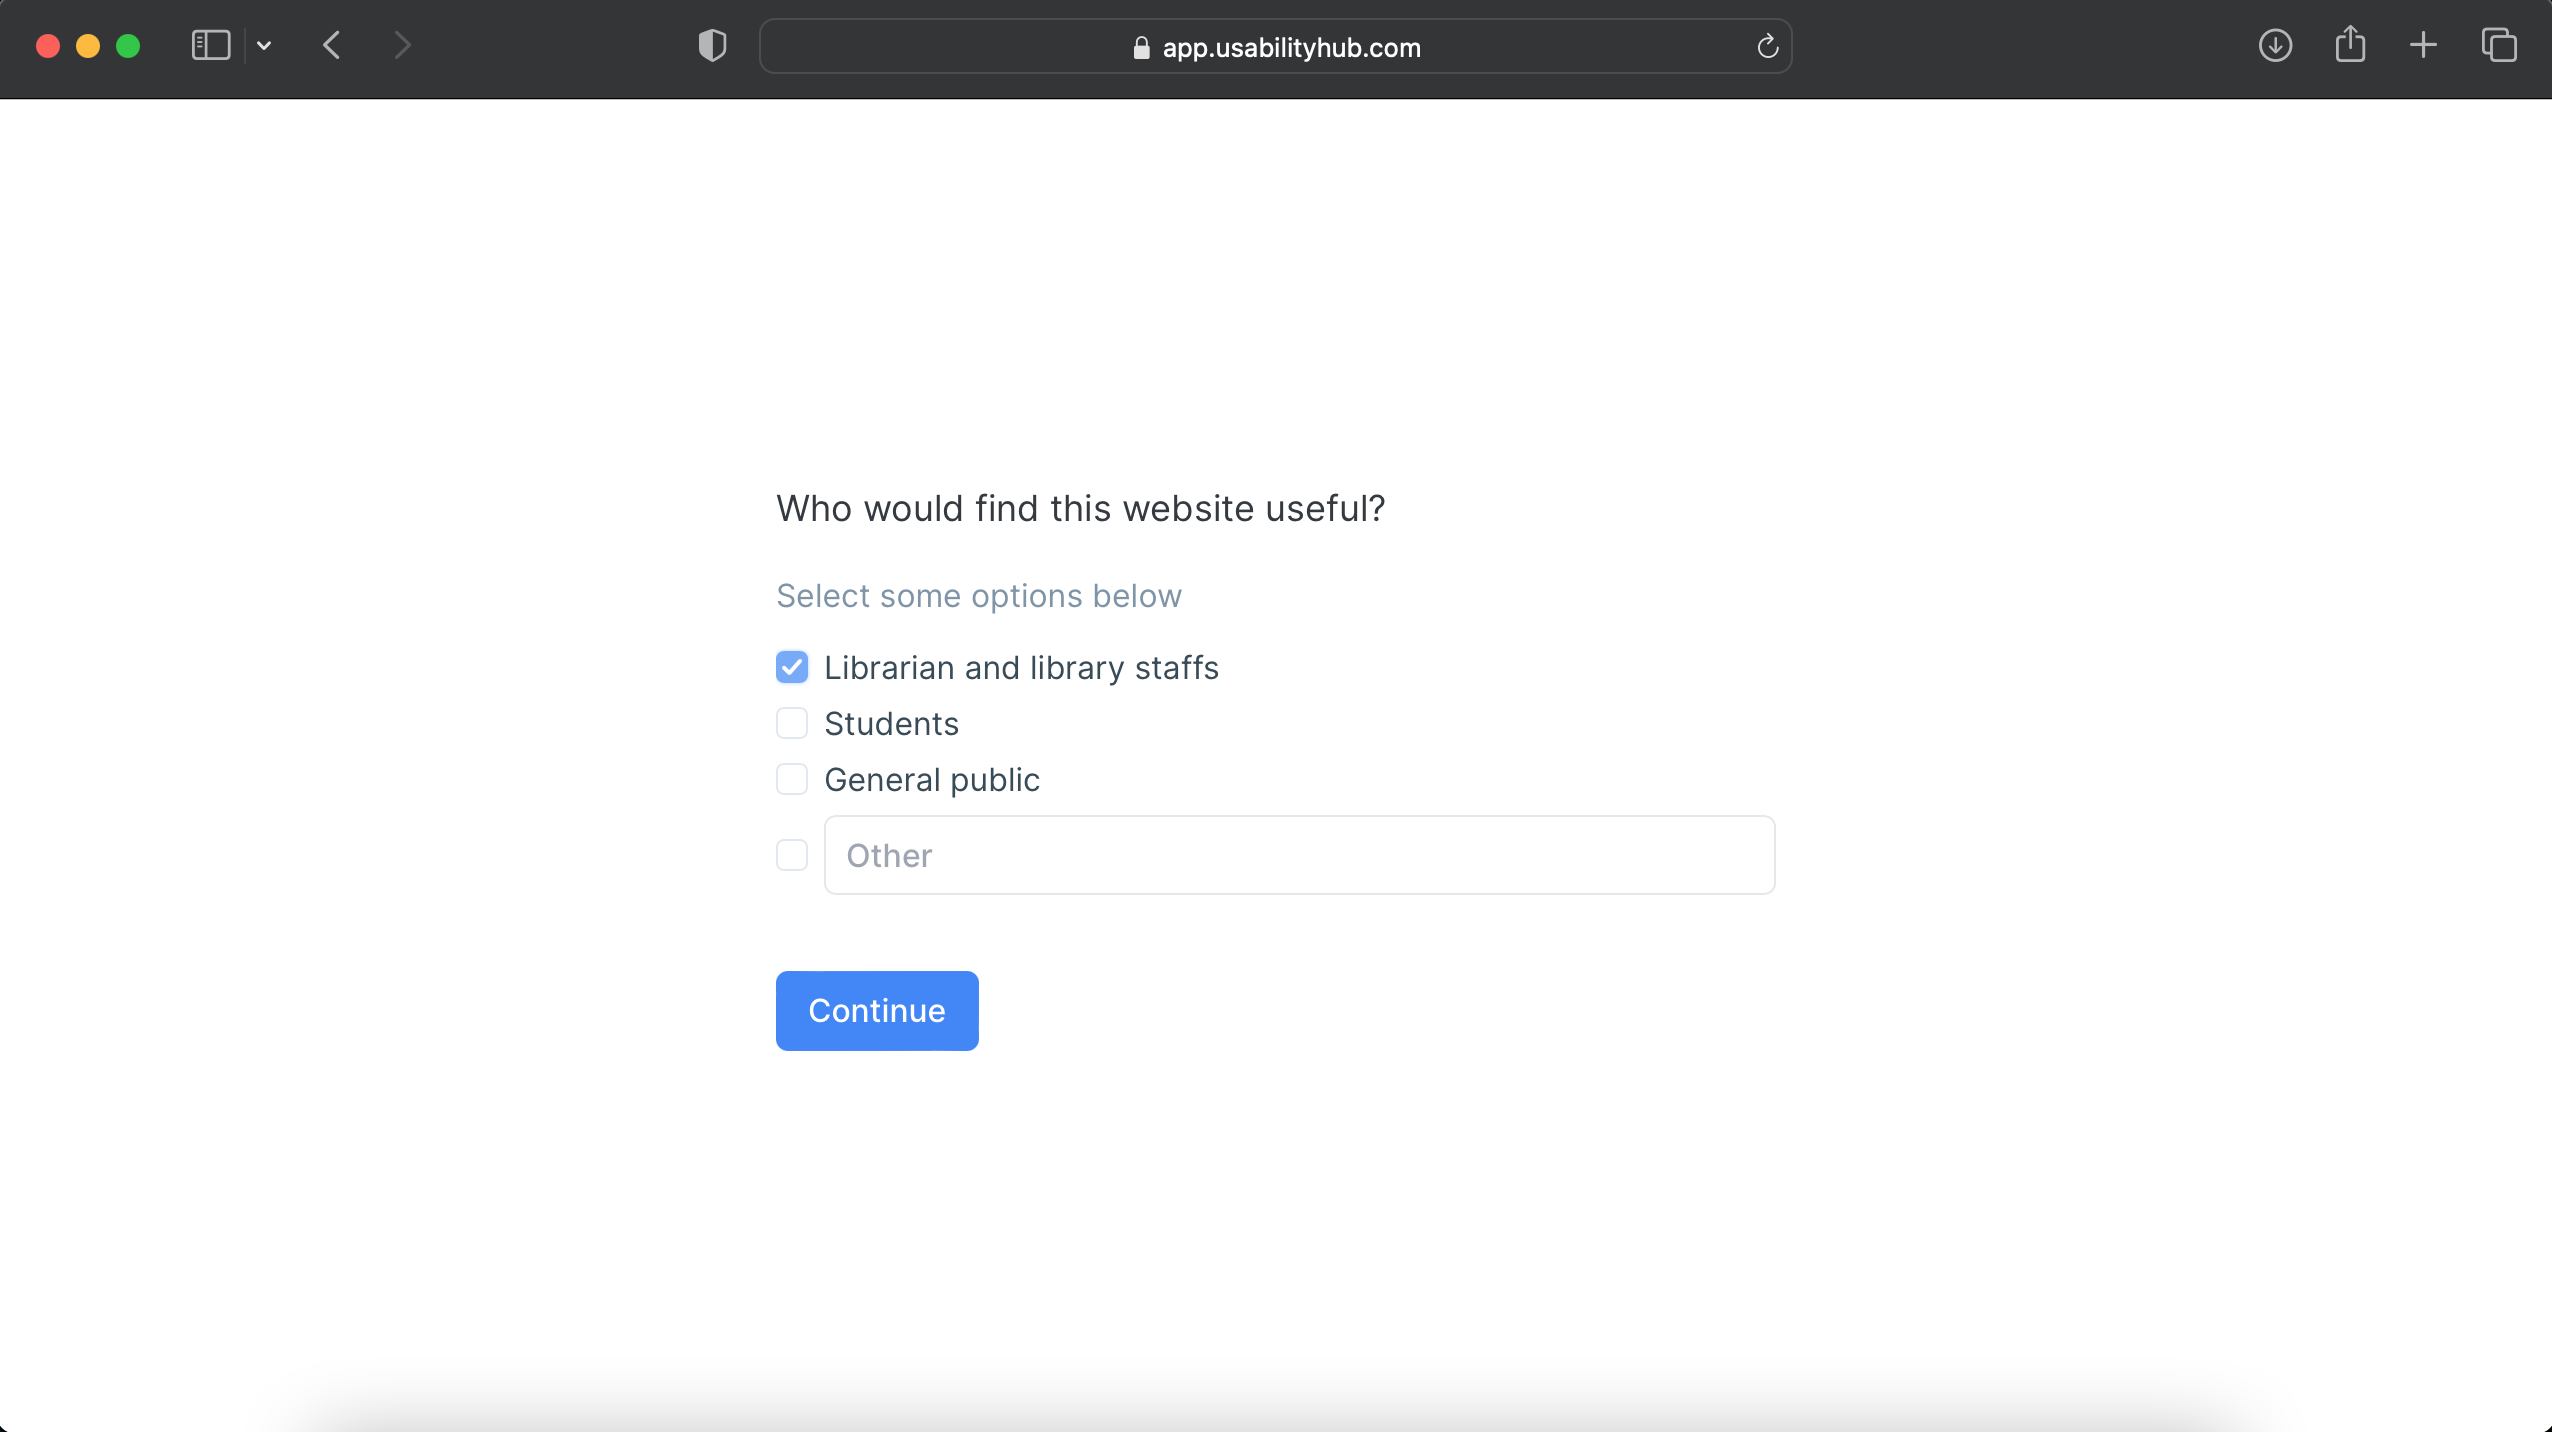 app.usabilityhub.com
Who would find this website useful?
Select some options below
Librarian and library staffs
Students
General public
Other
Continue